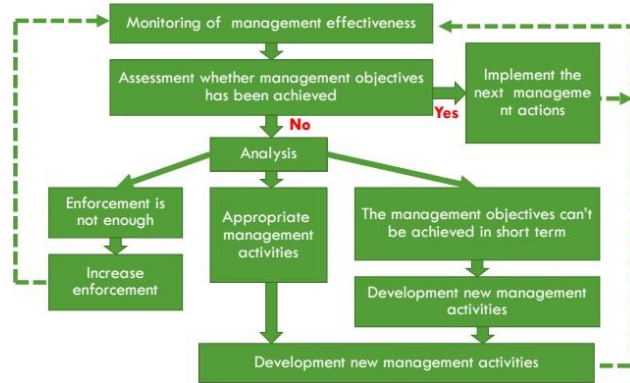 Monitoring of management effectiveness
Assessment whether management objectives
has been achieved
Implement the
next manageme
nt actions
Yes
No
Analysis
Enforcement is
not enough
Appropriate
management
activities
The management objectives can't
be achieved in short term
Increase
enforcement
Development new management
activities
Development new management activities